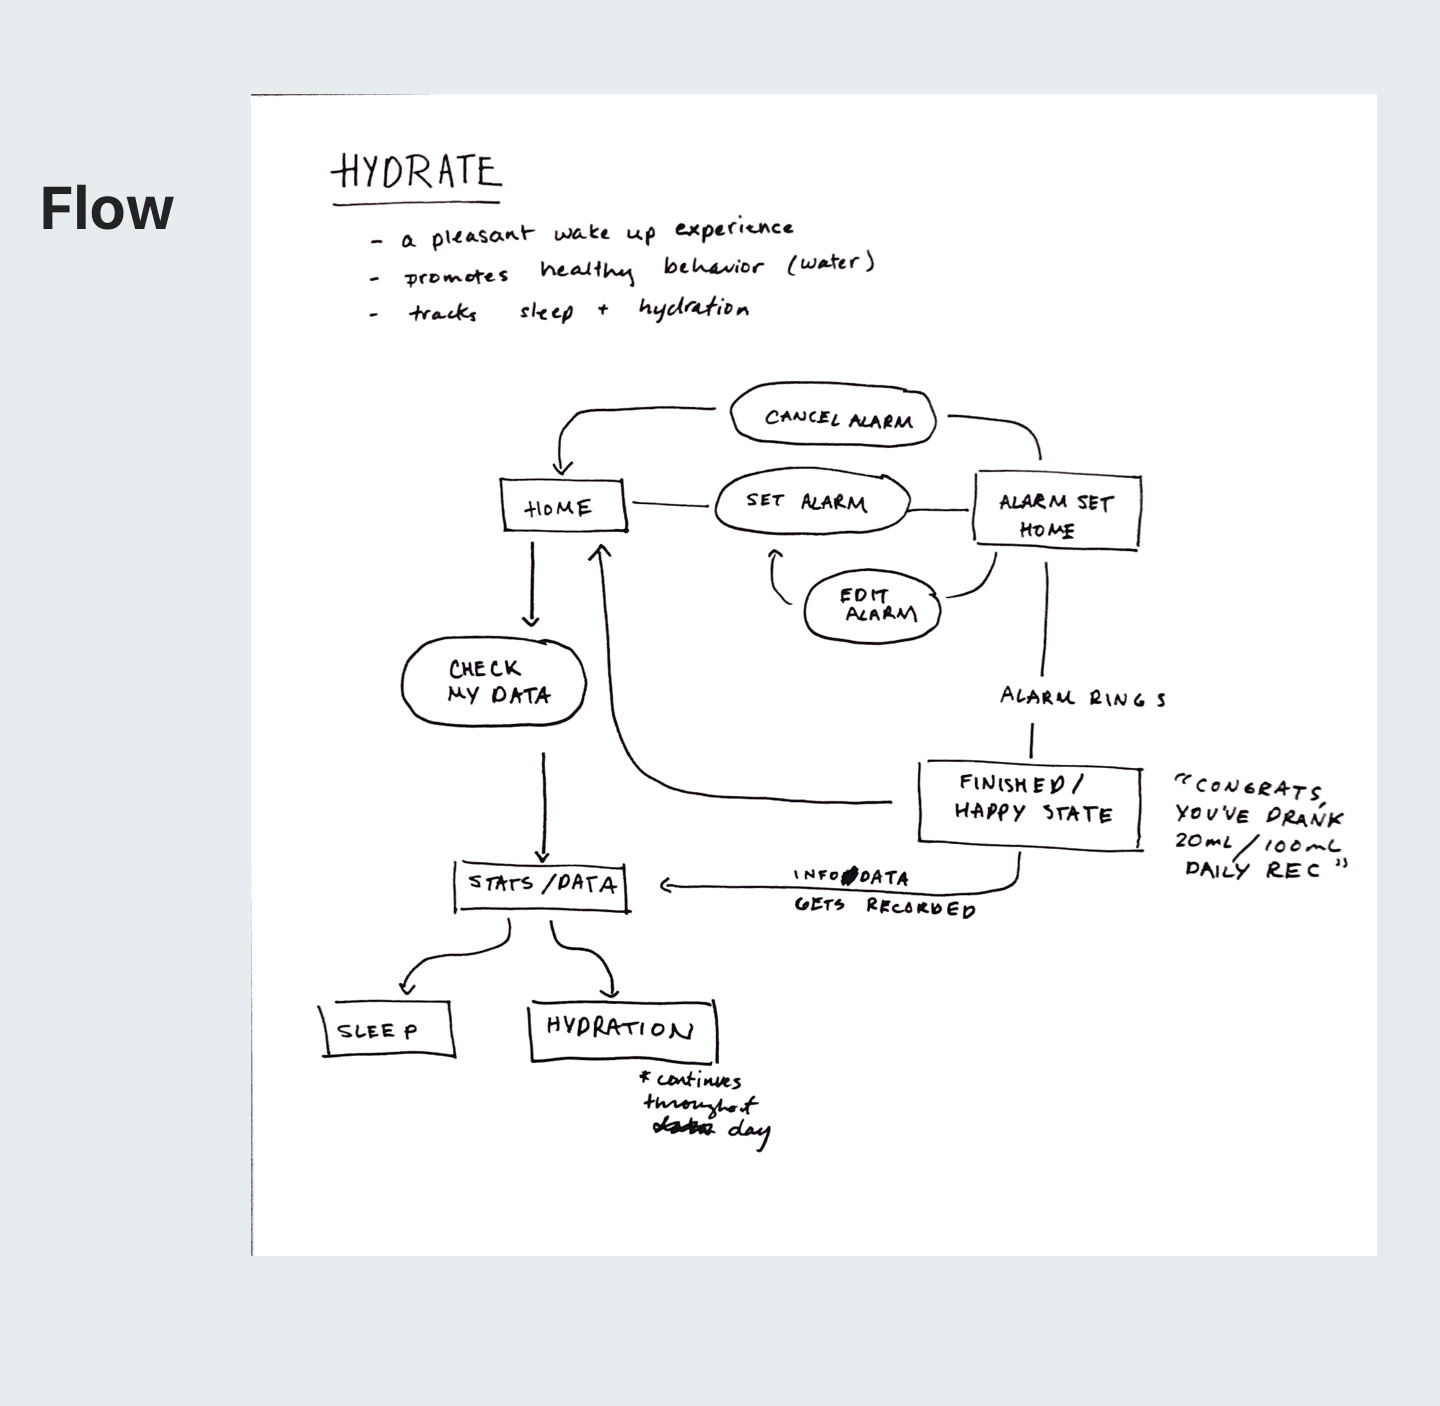 Flow
HYDRATE
- a pleasant wake up experience
- promotes healthy behavior (water)
- tracks sleep + hydration
CANCEL ALARM
HOME
SET ALARM
ALARM SET
HOME
EDIT
ALARM
CHECK
MY DATA
ALARM RINGS
FINISHED/
HAPPY STATE
"CONGRATS,
YOU'VE DRANK
20mL/100mL
DAILY REC"
STATS/DATA
INFO DATA
GETS RECORDED
SLEEP
HYDRATION
* continues
throughout
day